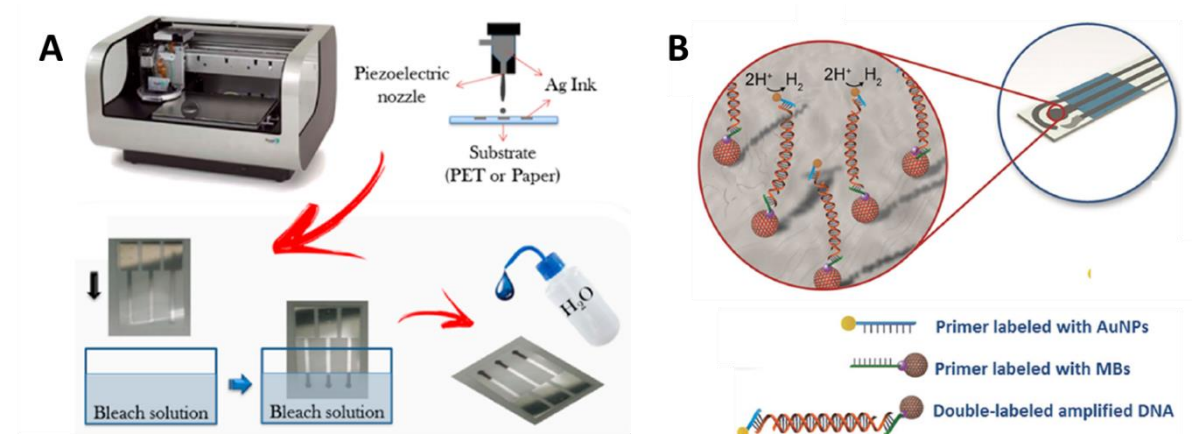 A
Piezoelectric
nozzle
Ag Ink
Substrate
(PET or Paper)
Bleach solution
Bleach solution
H₂O
B
2H⁺ H₂
2H⁺ H₂
Primer labeled with AuNPs
Primer labeled with MBs
Double-labeled amplified DNA